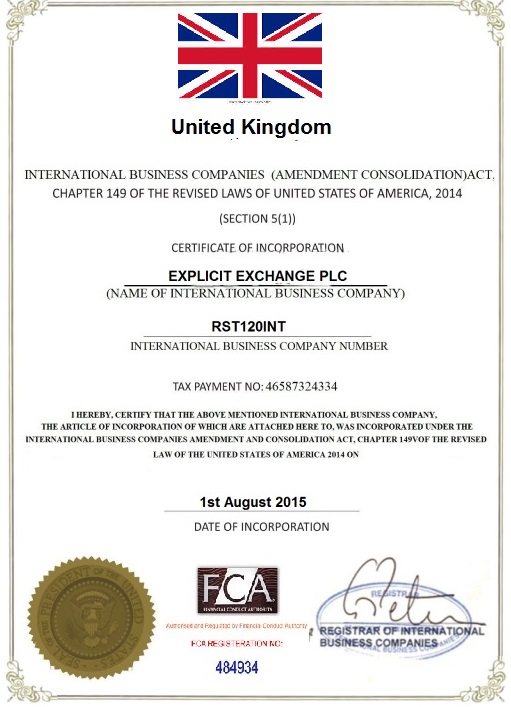 United Kingdom
INTERNATIONAL BUSINESS COMPANIES (AMENDMENT CONSOLIDATION)ACT,
CHAPTER 149 OF THE REVISED LAWS OF UNITED STATES OF AMERICA, 2014
(SECTION 5(1))
CERTIFICATE OF INCORPORATION
EXPLICIT EXCHANGE PLC
(NAME OF INTERNATIONAL BUSINESS COMPANY)
RST120INT
INTERNATIONAL BUSINESS COMPANY NUMBER
TAX PAYMENT NO: 46587324334
I HEREBY, CERTIFY THAT THE ABOVE MENTIONED INTERNATIONAL BUSINESS COMPANY,
THE ARTICLE OF INCORPORATION OF WHICH ARE ATTACHED HERE TO, WAS INCORPORATED UNDER THE
INTERNATIONAL BUSINESS COMPANIES AMENDMENT AND CONSOLIDATION ACT, CHAPTER 149VOF THE REVISED
LAW OF THE UNITED STATES OF AMERICA 2014 ON
1st August 2015
DATE OF INCORPORATION
FCA
FINANCIAL CONDUCT AUTHORITY
Authorised and Regulated by Financial Conduct Authority
FCA REGISTERATION NO:
484934
REGISTRAR
REGISTRAR OF INTERNATIONAL
BUSINESS COMPANIES